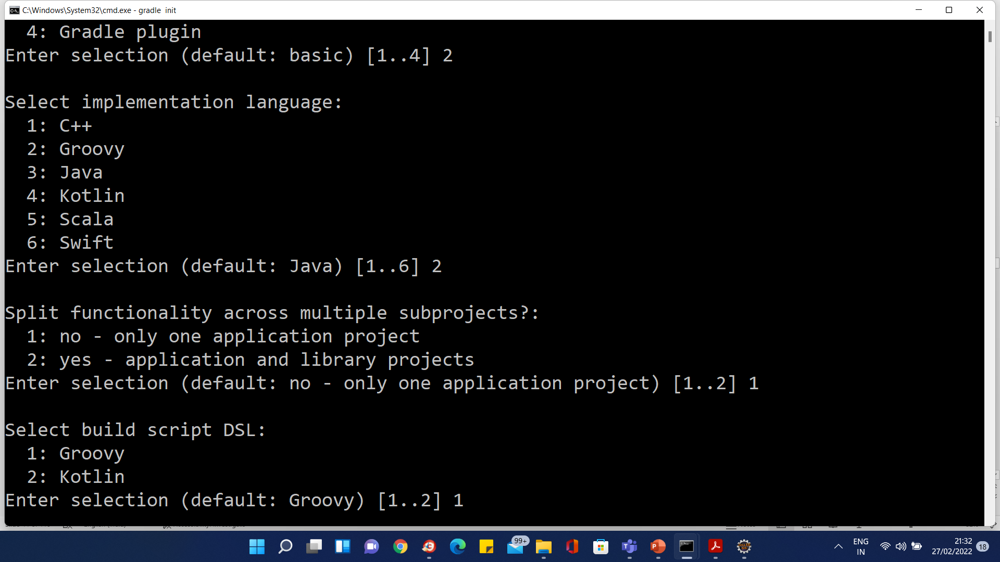 C:\Windows\System32\cmd.exe - gradle  init
  4: Gradle plugin
Enter selection (default: basic) [1..4] 2

Select implementation language:
  1: C++
  2: Groovy
  3: Java
  4: Kotlin
  5: Scala
  6: Swift
Enter selection (default: Java) [1..6] 2

Split functionality across multiple subprojects?:
  1: no - only one application project
  2: yes - application and library projects
Enter selection (default: no - only one application project) [1..2] 1

Select build script DSL:
  1: Groovy
  2: Kotlin
Enter selection (default: Groovy) [1..2] 1
99+
ENG
IN
21:32
27/02/2022
18